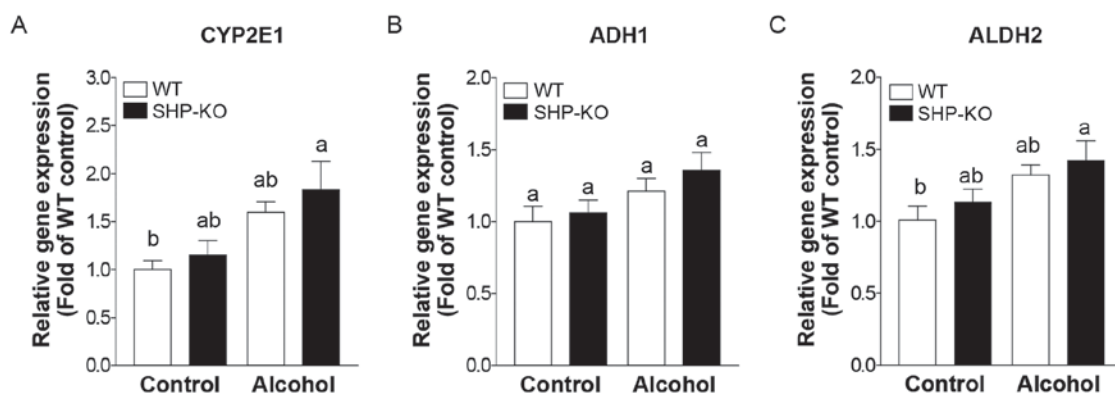 A
CYP2E1
Relative gene expression
(Fold of WT control)
3.0
2.5
2.0
1.5
1.0
0.5
0.0
WT
SHP-KO
b
ab
ab
a
Control
Alcohol
B
ADH1
Relative gene expression
(Fold of WT control)
2.0
1.5
1.0
0.5
0.0
WT
SHP-KO
a
a
a
a
Control
Alcohol
C
ALDH2
Relative gene expression
(Fold of WT control)
2.0
1.5
1.0
0.5
0.0
WT
SHP-KO
b
ab
ab
a
Control
Alcohol